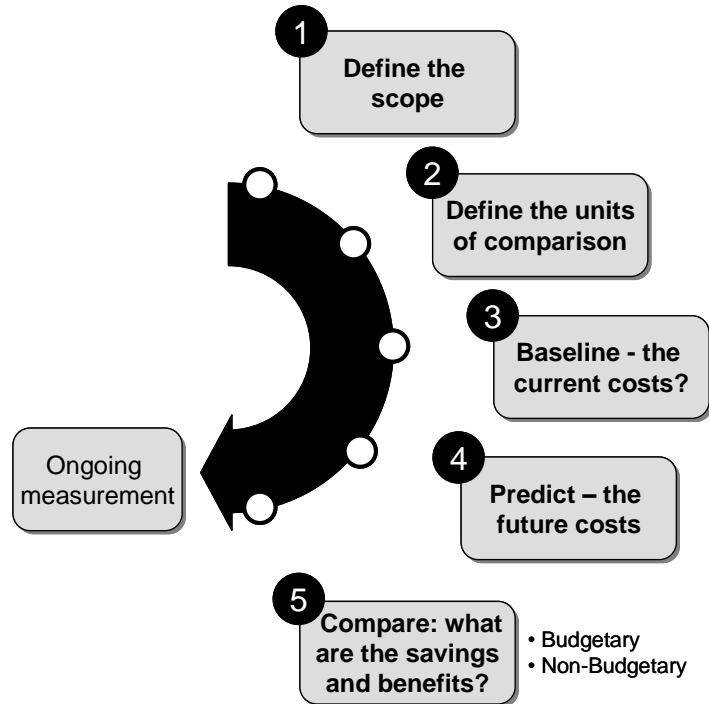 1
Define the
scope
2
Define the units
of comparison
3
Baseline - the
current costs?
4
Predict – the
future costs
Ongoing
measurement
5
Compare: what
are the savings
and benefits?
• Budgetary
• Non-Budgetary